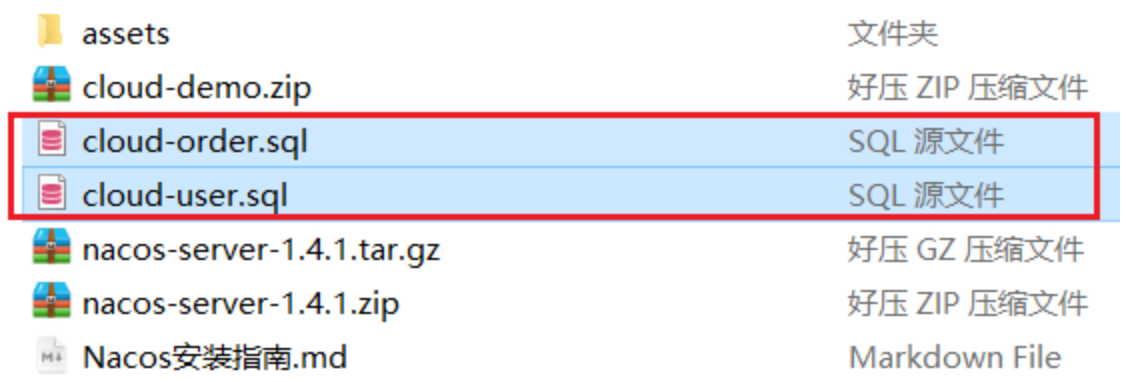 assets 文件夹
cloud-demo.zip 好压 ZIP 压缩文件
cloud-order.sql SQL 源文件
cloud-user.sql SQL 源文件
nacos-server-1.4.1.tar.gz 好压 GZ 压缩文件
nacos-server-1.4.1.zip 好压 ZIP 压缩文件
M↓ Nacos安装指南.md Markdown File